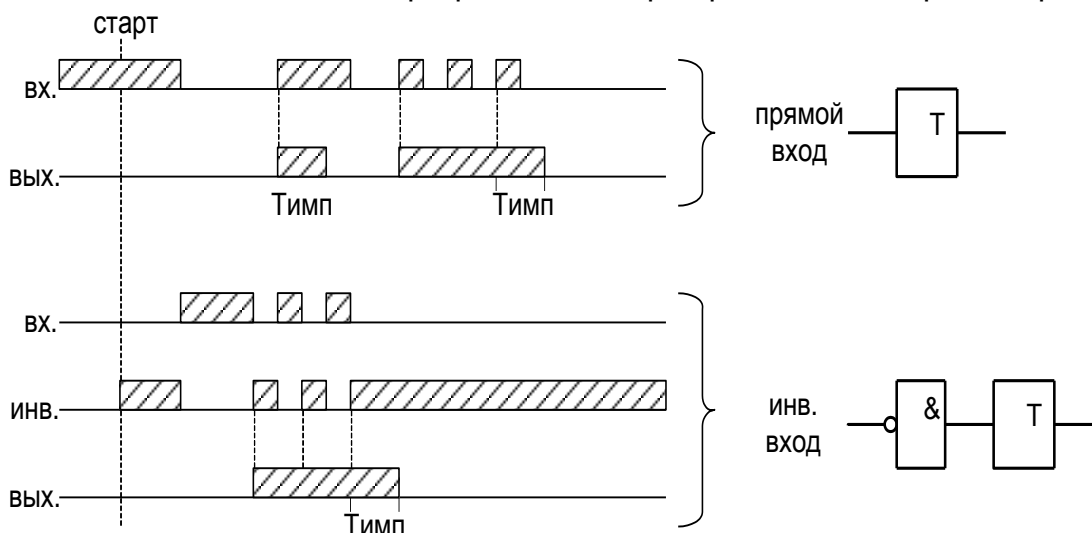 старт
вх.
вых.
Тимп Тимп
прямой
вход
Т
вх.
инв.
вых.
Тимп
инв.
вход
& Т